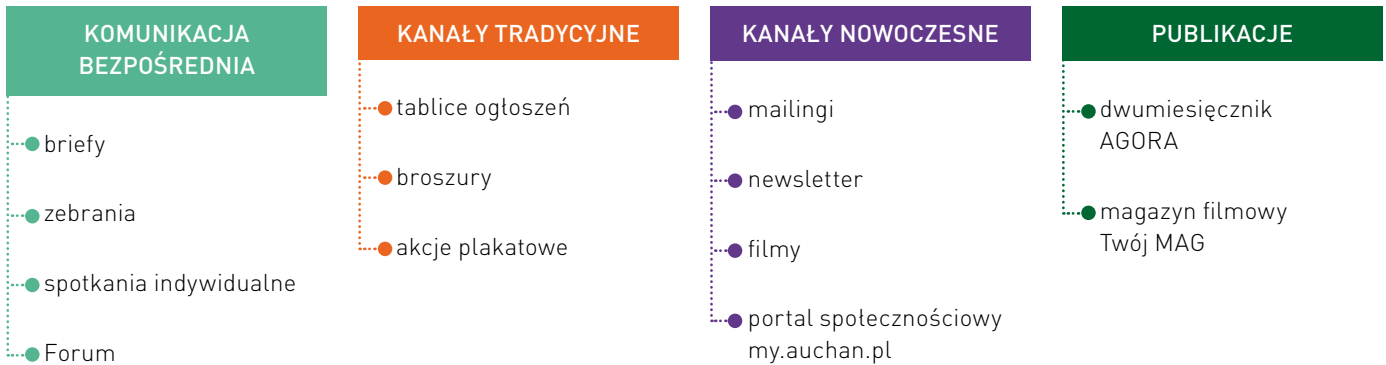 KOMUNIKACJA
BEZPOŚREDNIA
briefy
zebrania
spotkania indywidualne
Forum
KANAŁY TRADYCYJNE
tablice ogłoszeń
broszury
akcje plakatowe
KANAŁY NOWOCZESNE
mailingi
newsletter
filmy
portal społecznościowy
my.auchan.pl
PUBLIKACJE
dwumiesięcznik
AGORA
magazyn filmowy
Twój MAG